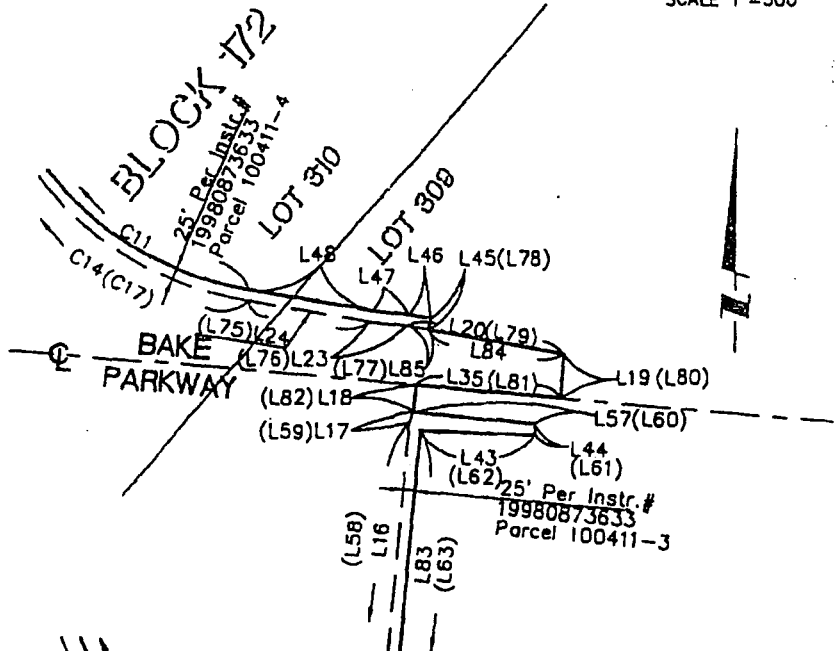 SCALE 1"=300'
BLOCK 172
25' Per Instr.#
19980873633
Parcel 100411-4
LOT 310
LOT 309
C11
C14(C17)
L48
L47
L46
L45(L78)
(L75)L24
(L76)L23
(L77)L85
L20(L79)
L84
L19(L80)
℄
BAKE
PARKWAY
L35(L81)
(L82)L18
(L59)L17
L57(L60)
L44
(L61)
L43
(L62)
25' Per Instr.#
19980873633
Parcel 100411-3
(L58)
L16
L83
(L63)
N